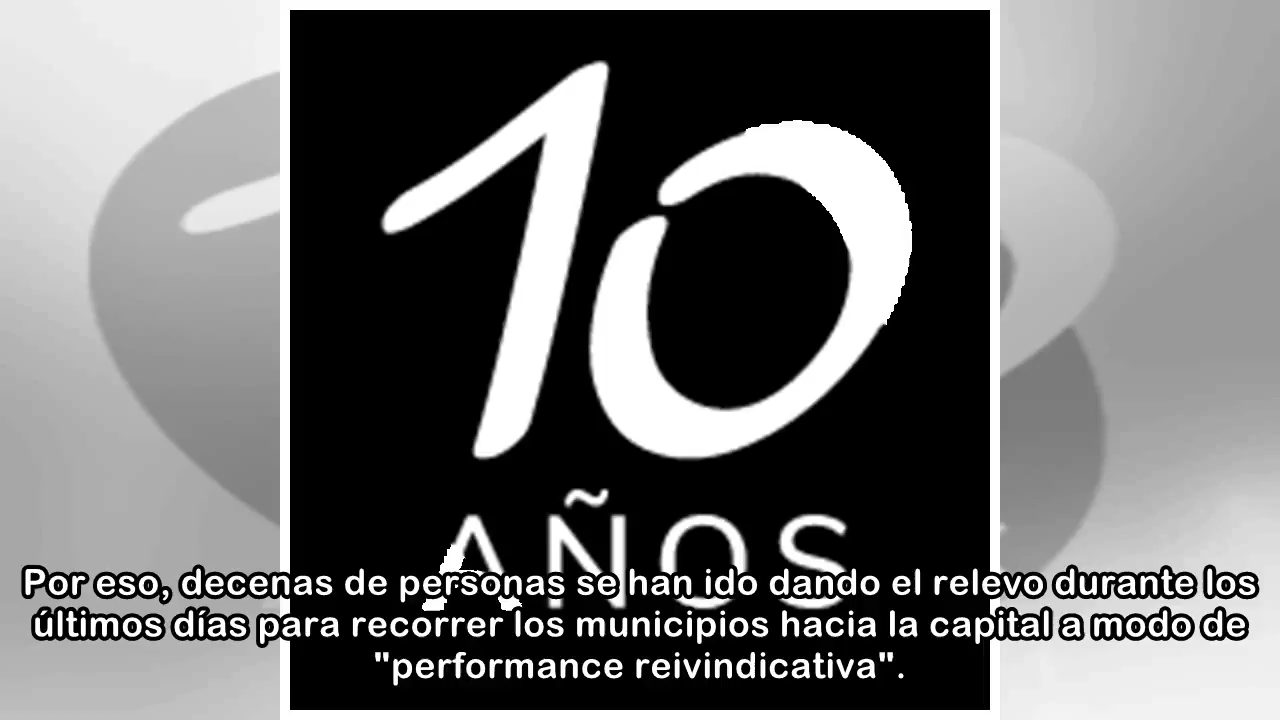 10
AÑOS
Por eso, decenas de personas se han ido dando el relevo durante los
últimos días para recorrer los municipios hacia la capital a modo de
"performance reivindicativa".